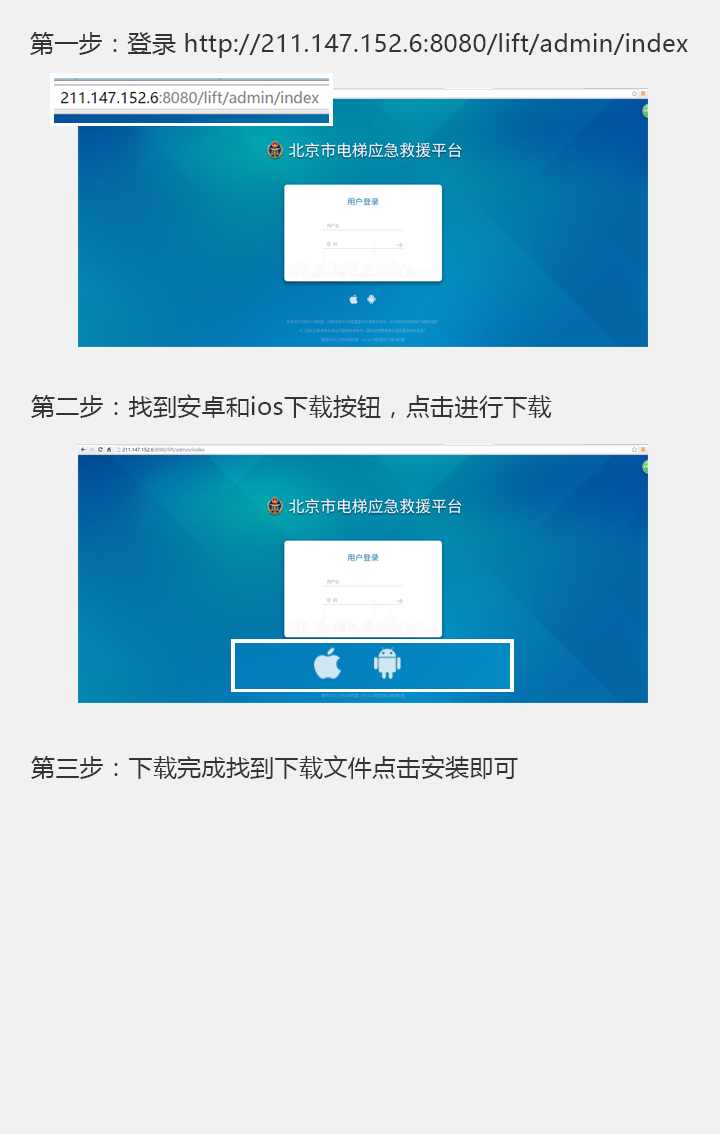 第一步：登录 http://211.147.152.6:8080/lift/admin/index
211.147.152.6:8080/lift/admin/index
北京市电梯应急救援平台
用户登录
用户名
密 码
第二步：找到安卓和ios下载按钮，点击进行下载
211.147.152.6:8080/lift/admin/index
北京市电梯应急救援平台
用户登录
用户名
密 码
第三步：下载完成找到下载文件点击安装即可